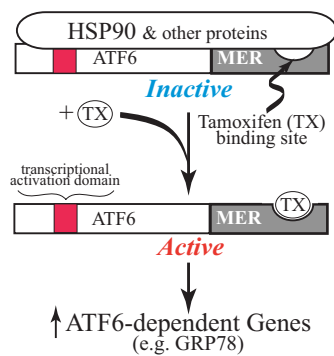 HSP90 & other proteins
ATF6 MER
Inactive
+ TX
Tamoxifen (TX)
binding site
transcriptional
activation domain
TX
ATF6 MER
Active
ATF6-dependent Genes
(e.g. GRP78)